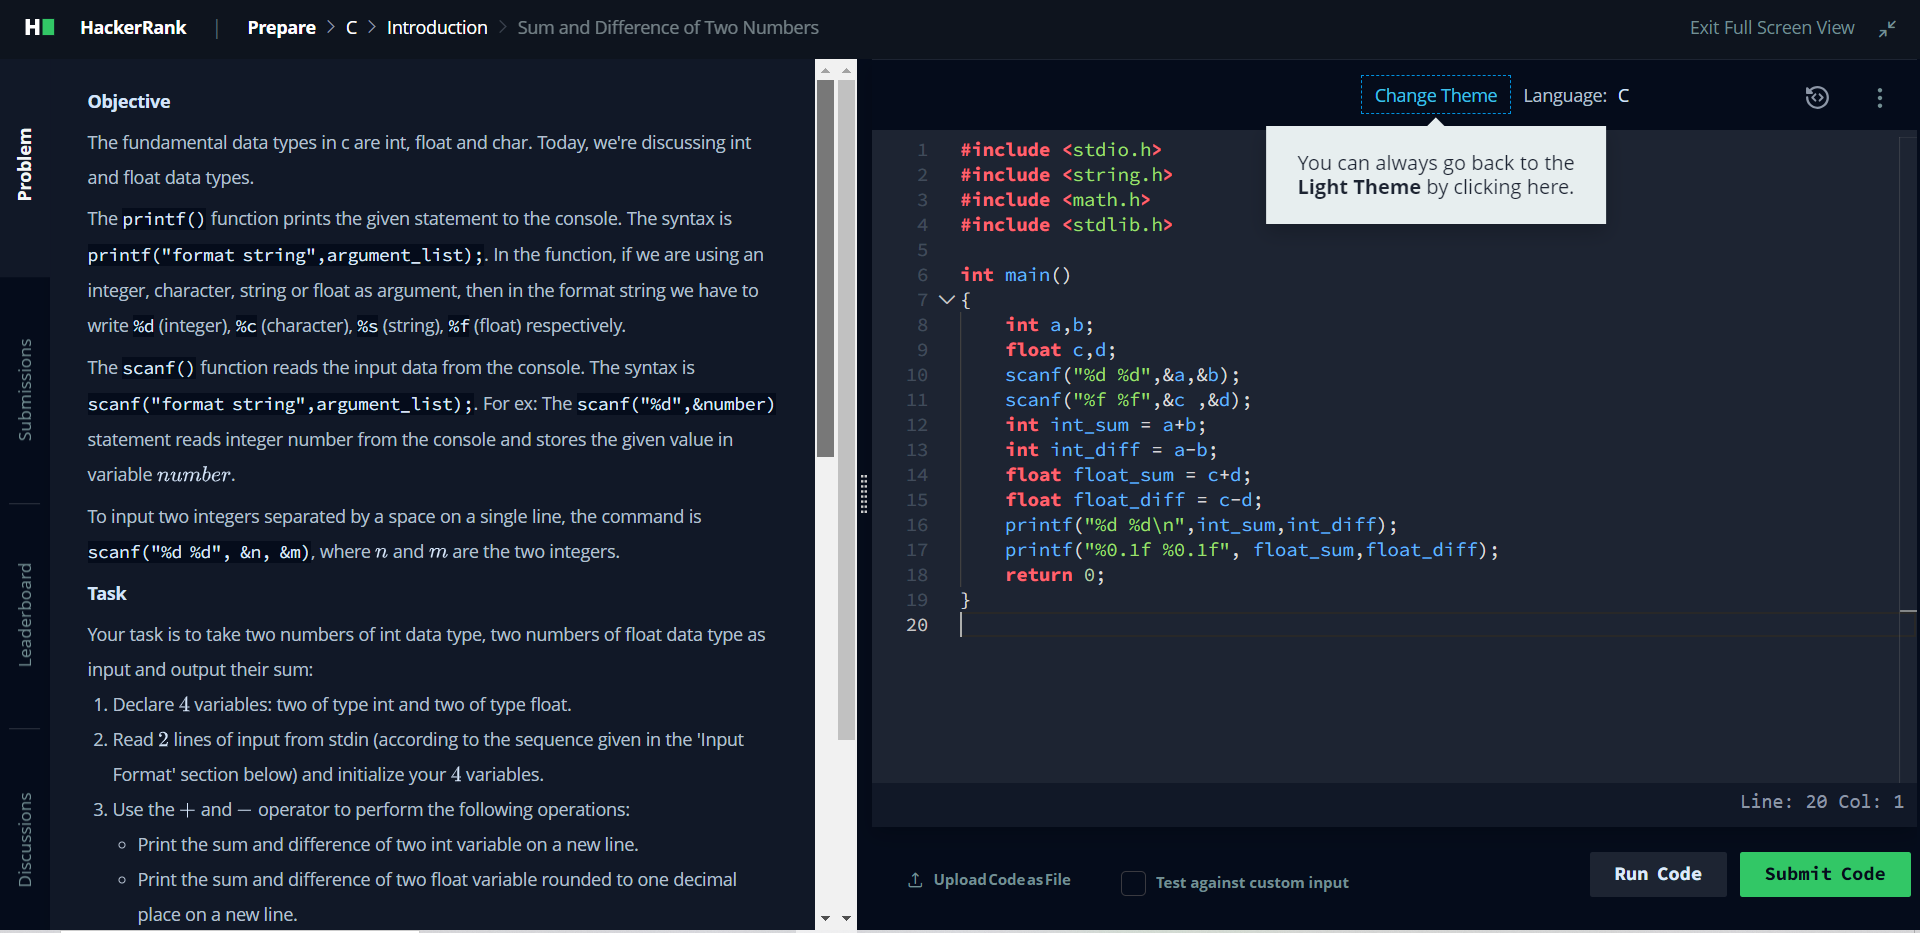 HackerRank | Prepare > C > Introduction > Sum and Difference of Two Numbers
Exit Full Screen View
Problem
Submissions
Leaderboard
Discussions
Objective
The fundamental data types in c are int, float and char. Today, we're discussing int
and float data types.
The printf() function prints the given statement to the console. The syntax is
printf("format string",argument_list);. In the function, if we are using an
integer, character, string or float as argument, then in the format string we have to
write %d (integer), %c (character), %s (string), %f (float) respectively.
The scanf() function reads the input data from the console. The syntax is
scanf("format string",argument_list);. For ex: The scanf("%d",&number)
statement reads integer number from the console and stores the given value in
variable number.
To input two integers separated by a space on a single line, the command is
scanf("%d %d", &n, &m), where n and m are the two integers.
Task
Your task is to take two numbers of int data type, two numbers of float data type as
input and output their sum:
1. Declare 4 variables: two of type int and two of type float.
2. Read 2 lines of input from stdin (according to the sequence given in the 'Input
Format' section below) and initialize your 4 variables.
3. Use the + and − operator to perform the following operations:
◦ Print the sum and difference of two int variable on a new line.
◦ Print the sum and difference of two float variable rounded to one decimal
place on a new line.
Change Theme Language: C
You can always go back to the
Light Theme by clicking here.
1 #include <stdio.h>
2 #include <string.h>
3 #include <math.h>
4 #include <stdlib.h>
5
6 int main()
7 {
8 int a,b;
9 float c,d;
10 scanf("%d %d",&a,&b);
11 scanf("%f %f",&c ,&d);
12 int int_sum = a+b;
13 int int_diff = a-b;
14 float float_sum = c+d;
15 float float_diff = c-d;
16 printf("%d %d\n",int_sum,int_diff);
17 printf("%0.1f %0.1f", float_sum,float_diff);
18 return 0;
19 }
20
Line: 20 Col: 1
Upload Code as File
Test against custom input
Run Code
Submit Code